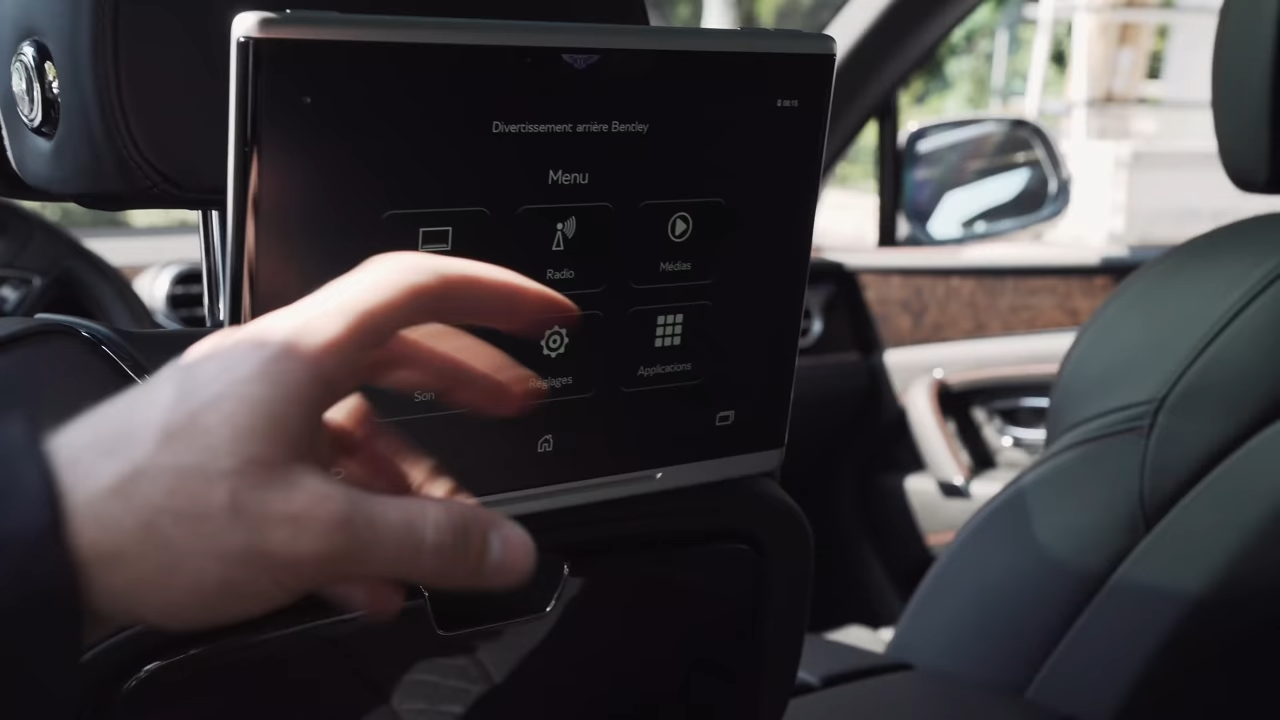 Divertissement arrière Bentley
Menu
Radio
Médias
Son
Réglages
Applications